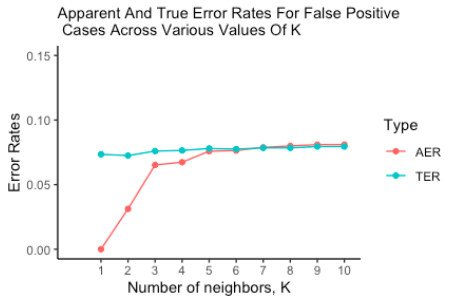 Apparent And True Error Rates For False Positive
Cases Across Various Values Of K
0.15
0.10
0.05
0.00
Error Rates
1 2 3 4 5 6 7 8 9 10
Number of neighbors, K
Type
AER
TER